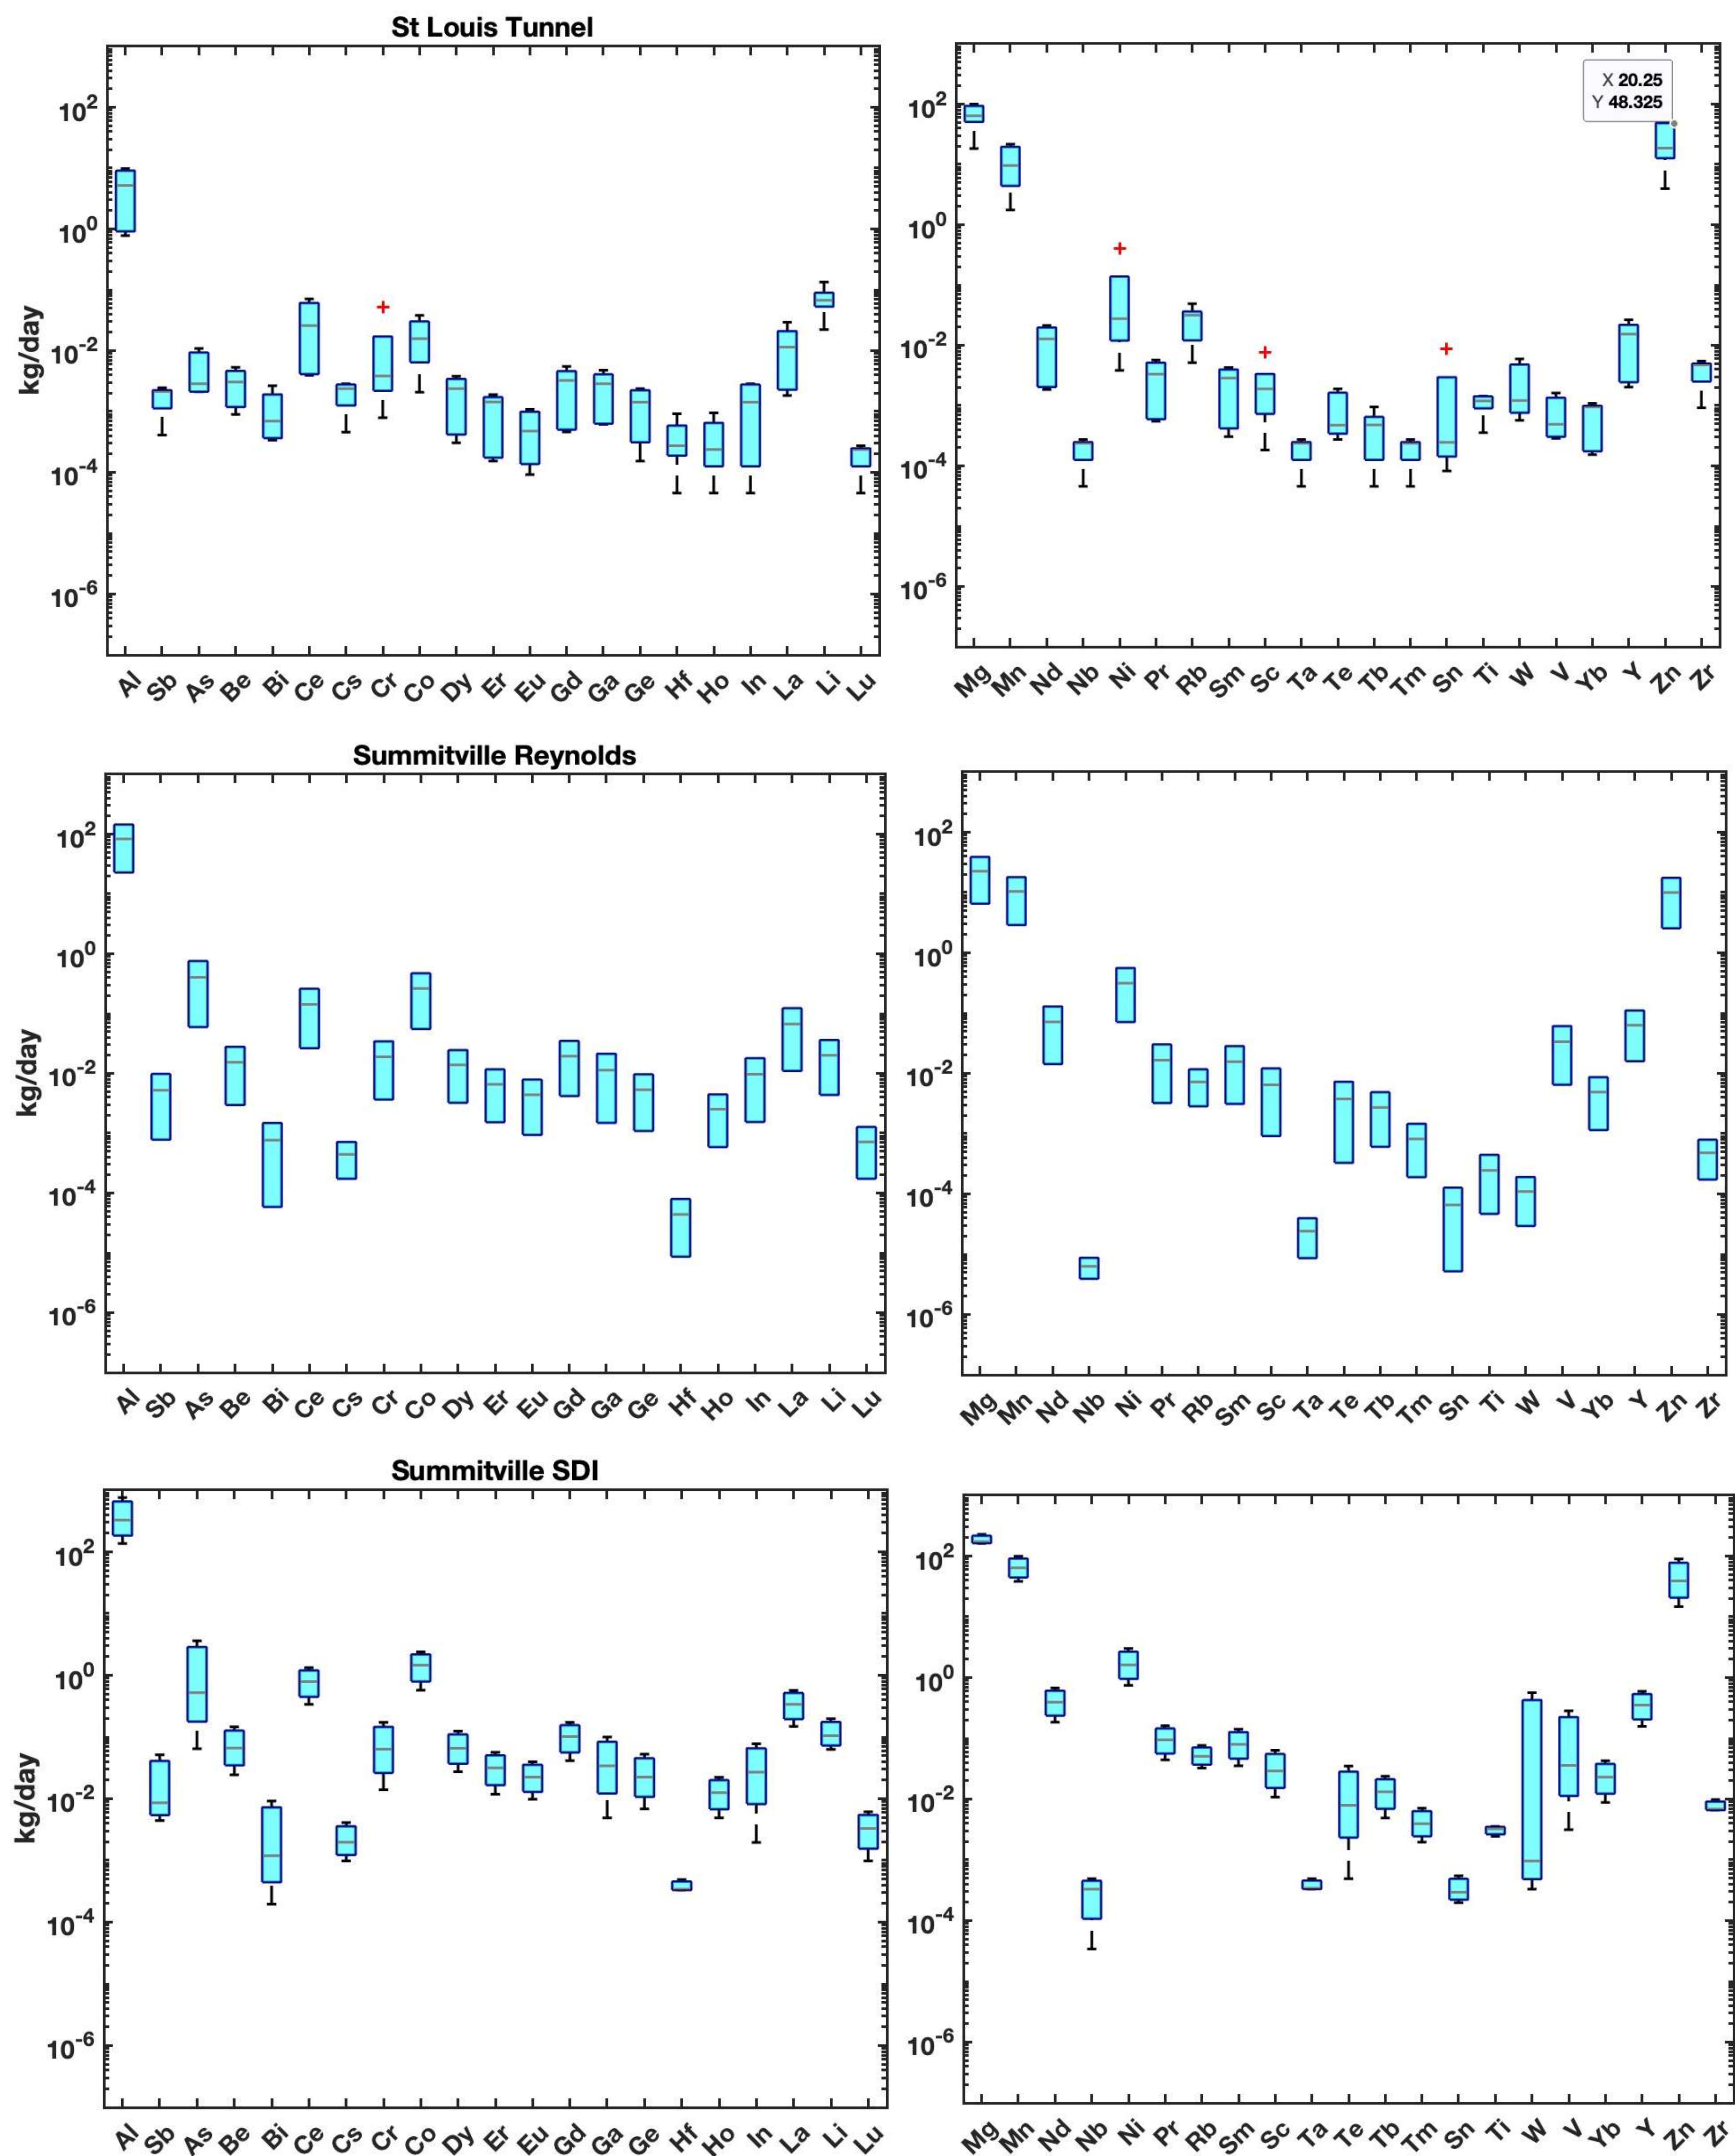 St Louis Tunnel
kg/day
10^2
10^0
10^-2
10^-4
10^-6
Al Sb As Be Bi Ce Cs Cr Co Dy Er Eu Gd Ga Ge Hf Ho In La Li Lu
X 20.25
Y 48.325
10^2
10^0
10^-2
10^-4
10^-6
Mg Mn Nd Nb Ni Pr Rb Sm Sc Ta Te Tb Tm Sn Ti W V Yb Y Zn Zr
Summitville Reynolds
kg/day
10^2
10^0
10^-2
10^-4
10^-6
Al Sb As Be Bi Ce Cs Cr Co Dy Er Eu Gd Ga Ge Hf Ho In La Li Lu
10^2
10^0
10^-2
10^-4
10^-6
Mg Mn Nd Nb Ni Pr Rb Sm Sc Ta Te Tb Tm Sn Ti W V Yb Y Zn Zr
Summitville SDI
kg/day
10^2
10^0
10^-2
10^-4
10^-6
Al Sb As Be Bi Ce Cs Cr Co Dy Er Eu Gd Ga Ge Hf Ho In La Li Lu
10^2
10^0
10^-2
10^-4
10^-6
Mg Mn Nd Nb Ni Pr Rb Sm Sc Ta Te Tb Tm Sn Ti W V Yb Y Zn Zr